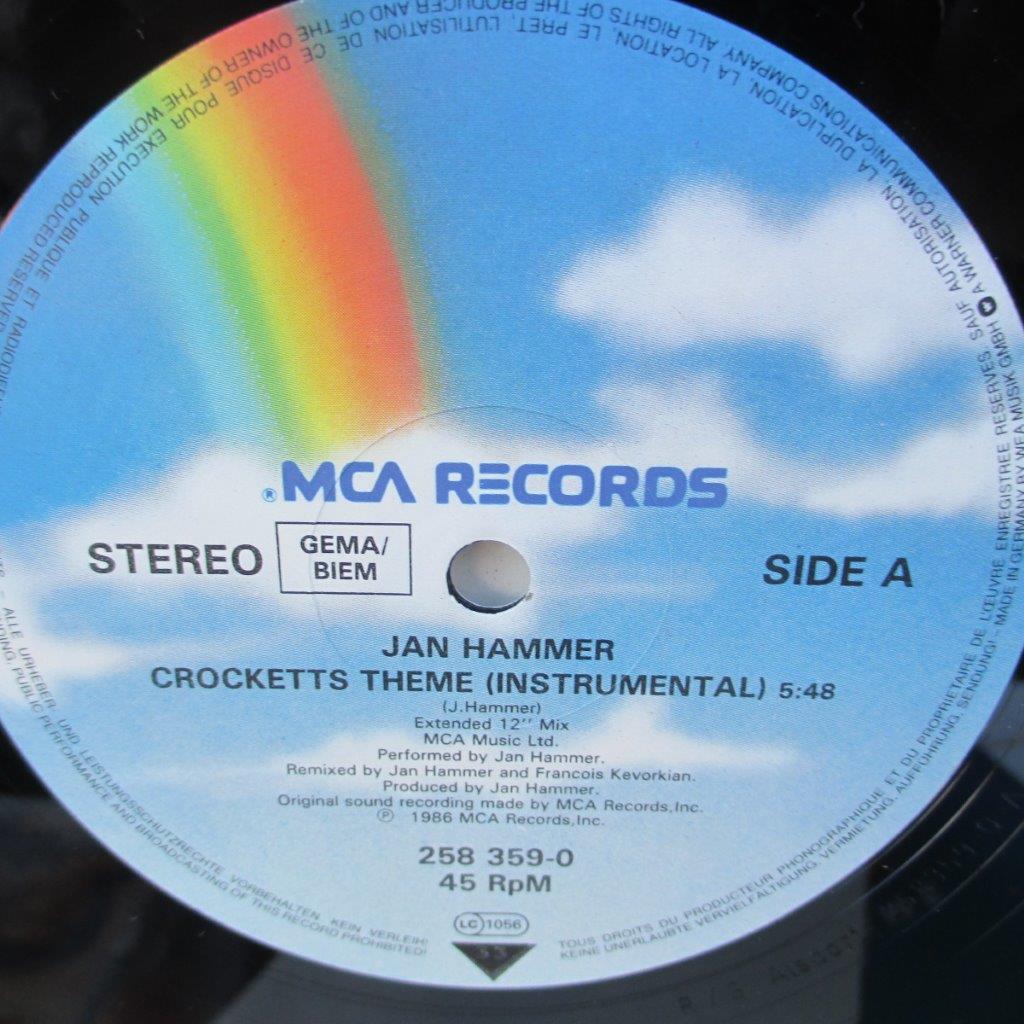 ® MCA RECORDS
STEREO
GEMA/
BIEM
SIDE A
JAN HAMMER
CROCKETTS THEME (INSTRUMENTAL) 5:48
(J.Hammer)
Extended 12" Mix
MCA Music Ltd.
Performed by Jan Hammer.
Remixed by Jan Hammer and Francois Kevorkian.
Produced by Jan Hammer.
Original sound recording made by MCA Records,Inc.
℗ 1986 MCA Records,Inc.
258 359-0
45 RpM
LC 1056
33
ALLE URHEBER- UND LEISTUNGSSCHUTZRECHTE VORBEHALTEN. KEIN VERLEIH!
PUBLIC PERFORMANCE AND BROADCASTING OF THIS RECORD PROHIBITED!
TOUS DROITS DU PRODUCTEUR PHONOGRAPHIQUE ET DU PROPRIETAIRE DE L'ŒUVRE ENREGISTREE RESERVES. SAUF AUTORISATION, LA DUPLICATION, LA LOCATION, LE PRET, L'UTILISATION DE CE DISQUE POUR EXECUTION PUBLIQUE ET
KEINE UNERLAUBTE VERVIELFÄLTIGUNG, VERMIETUNG, AUFFÜHRUNG, SENDUNG! - MADE IN GERMANY BY WEA MUSIK GMBH A WARNER COMMUNICATIONS COMPANY. ALL RIGHTS OF THE PRODUCER AND OF THE OWNER OF THE WORK REPRODUCED RESERVED